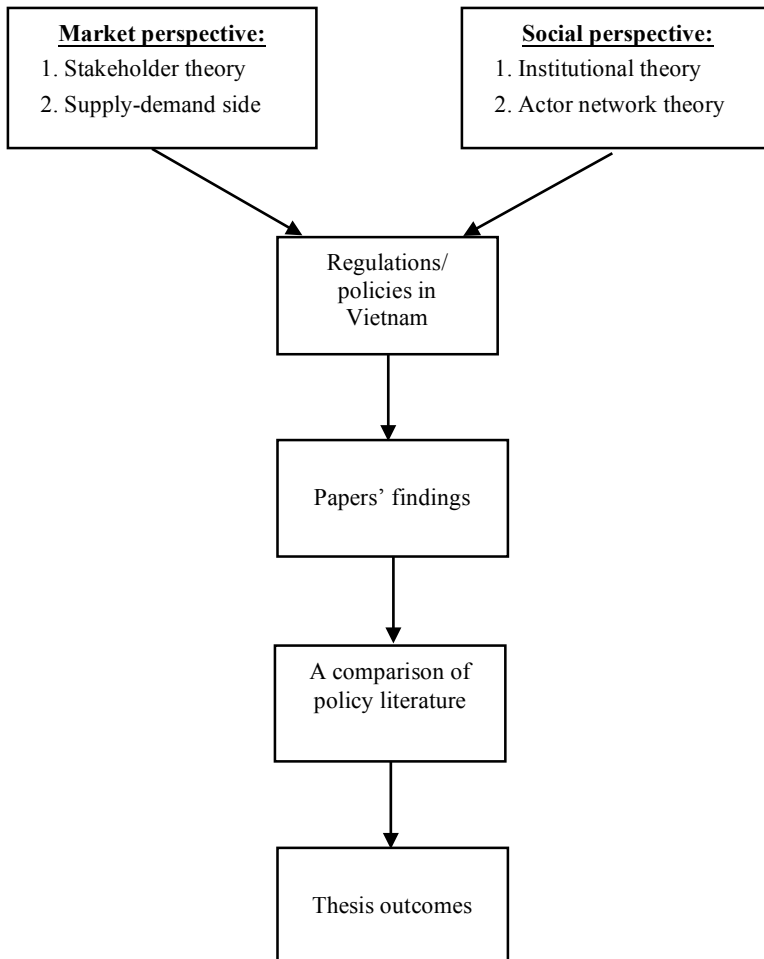 Market perspective:
1. Stakeholder theory
2. Supply-demand side
Social perspective:
1. Institutional theory
2. Actor network theory
Regulations/
policies in
Vietnam
Papers’ findings
A comparison of
policy literature
Thesis outcomes